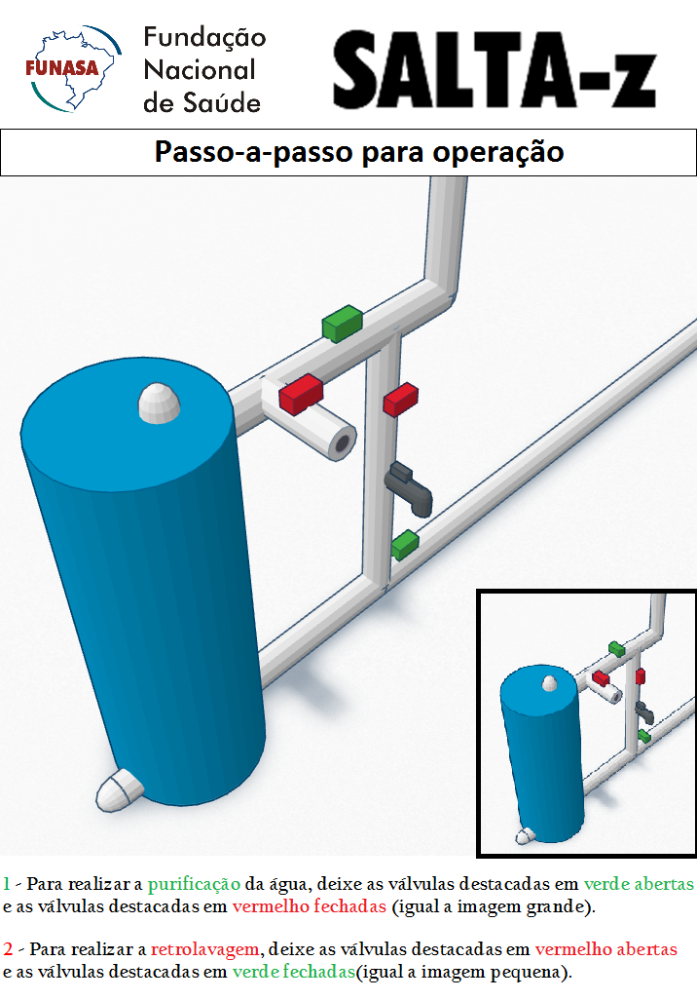 FUNASA
Fundação
Nacional
de Saúde
SALTA-z
Passo-a-passo para operação
1 - Para realizar a purificação da água, deixe as válvulas destacadas em verde abertas
e as válvulas destacadas em vermelho fechadas (igual a imagem grande).
2 - Para realizar a retrolavagem, deixe as válvulas destacadas em vermelho abertas
e as válvulas destacadas em verde fechadas(igual a imagem pequena).